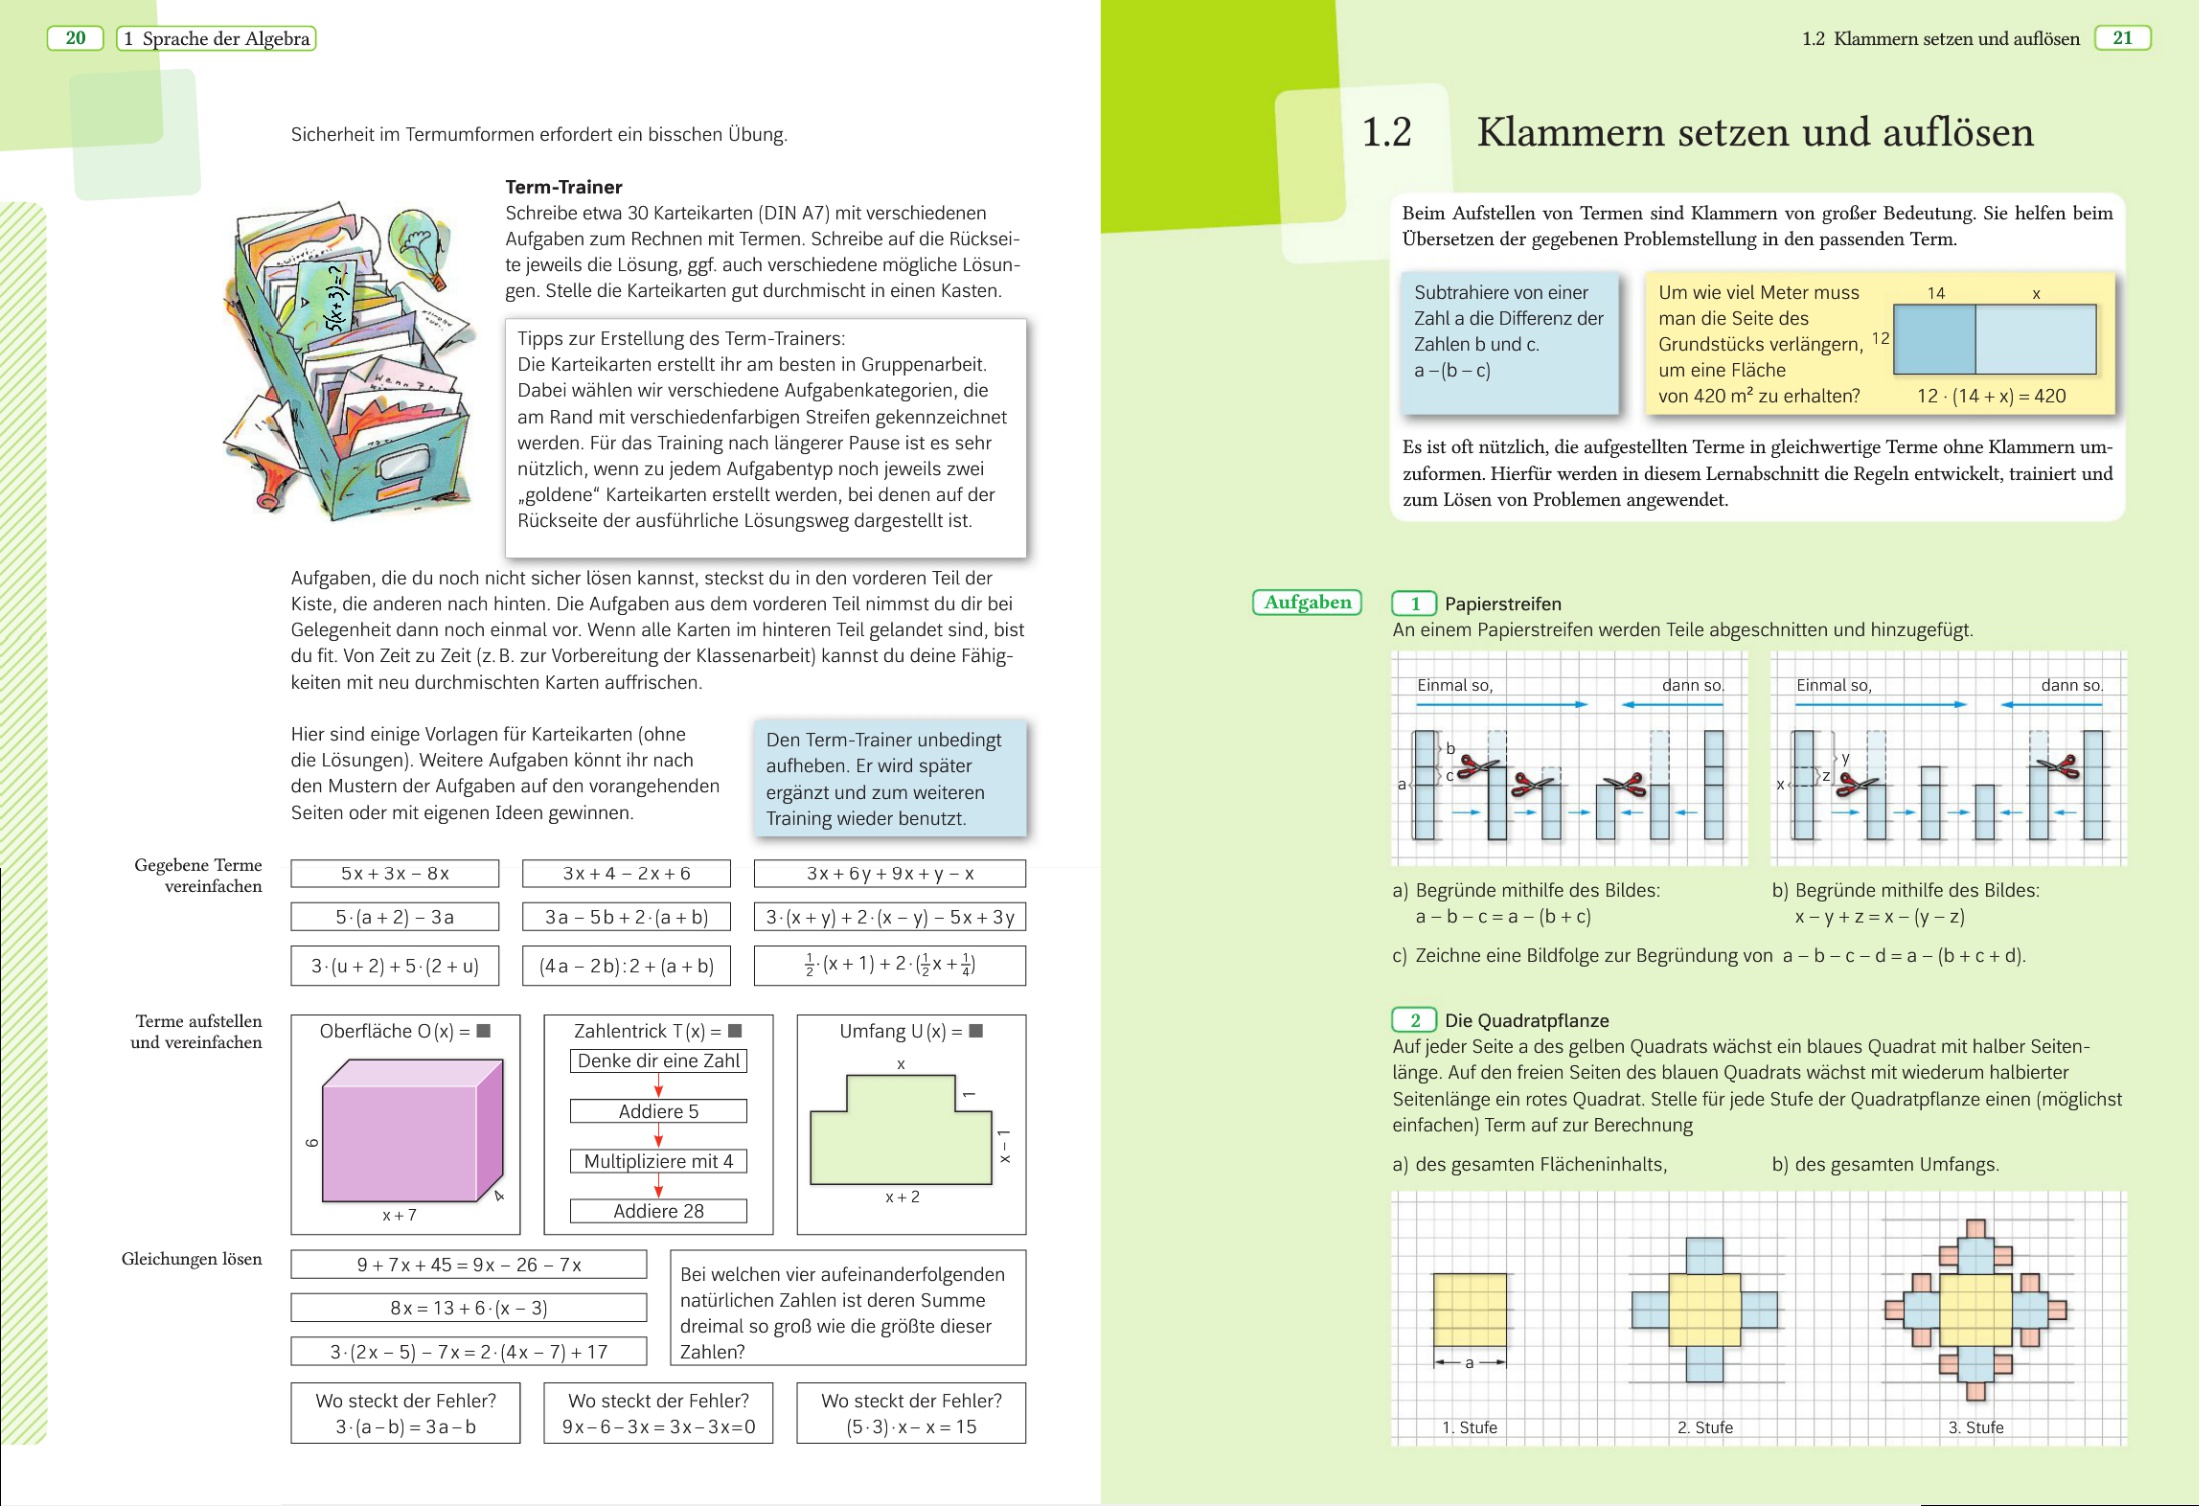 20 1 Sprache der Algebra
Sicherheit im Termumformen erfordert ein bisschen Übung.
Term-Trainer
Schreibe etwa 30 Karteikarten (DIN A7) mit verschiedenen
Aufgaben zum Rechnen mit Termen. Schreibe auf die Rücksei-
te jeweils die Lösung, ggf. auch verschiedene mögliche Lösun-
gen. Stelle die Karteikarten gut durchmischt in einen Kasten.
5(x+3)=?
Tipps zur Erstellung des Term-Trainers:
Die Karteikarten erstellt ihr am besten in Gruppenarbeit.
Dabei wählen wir verschiedene Aufgabenkategorien, die
am Rand mit verschiedenfarbigen Streifen gekennzeichnet
werden. Für das Training nach längerer Pause ist es sehr
nützlich, wenn zu jedem Aufgabentyp noch jeweils zwei
„goldene“ Karteikarten erstellt werden, bei denen auf der
Rückseite der ausführliche Lösungsweg dargestellt ist.
Aufgaben, die du noch nicht sicher lösen kannst, steckst du in den vorderen Teil der
Kiste, die anderen nach hinten. Die Aufgaben aus dem vorderen Teil nimmst du dir bei
Gelegenheit dann noch einmal vor. Wenn alle Karten im hinteren Teil gelandet sind, bist
du fit. Von Zeit zu Zeit (z. B. zur Vorbereitung der Klassenarbeit) kannst du deine Fähig-
keiten mit neu durchmischten Karten auffrischen.
Hier sind einige Vorlagen für Karteikarten (ohne
die Lösungen). Weitere Aufgaben könnt ihr nach
den Mustern der Aufgaben auf den vorangehenden
Seiten oder mit eigenen Ideen gewinnen.
Den Term-Trainer unbedingt
aufheben. Er wird später
ergänzt und zum weiteren
Training wieder benutzt.
Gegebene Terme
vereinfachen
5x + 3x – 8x
3x + 4 – 2x + 6
3x + 6y + 9x + y – x
5·(a + 2) – 3a
3a – 5b + 2·(a + b)
3·(x + y) + 2·(x – y) – 5x + 3y
3·(u + 2) + 5·(2 + u)
(4a – 2b):2 + (a + b)
1/2·(x + 1) + 2·(1/2x + 1/4)
Terme aufstellen
und vereinfachen
Oberfläche O(x) = ■
6
4
x + 7
Zahlentrick T(x) = ■
Denke dir eine Zahl
Addiere 5
Multipliziere mit 4
Addiere 28
Umfang U(x) = ■
x
1
x – 1
x + 2
Gleichungen lösen
9 + 7x + 45 = 9x – 26 – 7x
8x = 13 + 6·(x – 3)
3·(2x – 5) – 7x = 2·(4x – 7) + 17
Bei welchen vier aufeinanderfolgenden
natürlichen Zahlen ist deren Summe
dreimal so groß wie die größte dieser
Zahlen?
Wo steckt der Fehler?
3·(a – b) = 3a – b
Wo steckt der Fehler?
9x – 6 – 3x = 3x – 3x=0
Wo steckt der Fehler?
(5·3)·x – x = 15
1.2 Klammern setzen und auflösen 21
1.2 Klammern setzen und auflösen
Beim Aufstellen von Termen sind Klammern von großer Bedeutung. Sie helfen beim
Übersetzen der gegebenen Problemstellung in den passenden Term.
Subtrahiere von einer
Zahl a die Differenz der
Zahlen b und c.
a –(b – c)
Um wie viel Meter muss
man die Seite des
Grundstücks verlängern,
um eine Fläche
von 420 m² zu erhalten?
14 x
12
12 · (14 + x) = 420
Es ist oft nützlich, die aufgestellten Terme in gleichwertige Terme ohne Klammern um-
zuformen. Hierfür werden in diesem Lernabschnitt die Regeln entwickelt, trainiert und
zum Lösen von Problemen angewendet.
Aufgaben
1 Papierstreifen
An einem Papierstreifen werden Teile abgeschnitten und hinzugefügt.
Einmal so, dann so.
b
c
a
Einmal so, dann so.
y
z
x
a) Begründe mithilfe des Bildes:
a – b – c = a – (b + c)
b) Begründe mithilfe des Bildes:
x – y + z = x – (y – z)
c) Zeichne eine Bildfolge zur Begründung von a – b – c – d = a – (b + c + d).
2 Die Quadratpflanze
Auf jeder Seite a des gelben Quadrats wächst ein blaues Quadrat mit halber Seiten-
länge. Auf den freien Seiten des blauen Quadrats wächst mit wiederum halbierter
Seitenlänge ein rotes Quadrat. Stelle für jede Stufe der Quadratpflanze einen (möglichst
einfachen) Term auf zur Berechnung
a) des gesamten Flächeninhalts,
b) des gesamten Umfangs.
a
1. Stufe
2. Stufe
3. Stufe